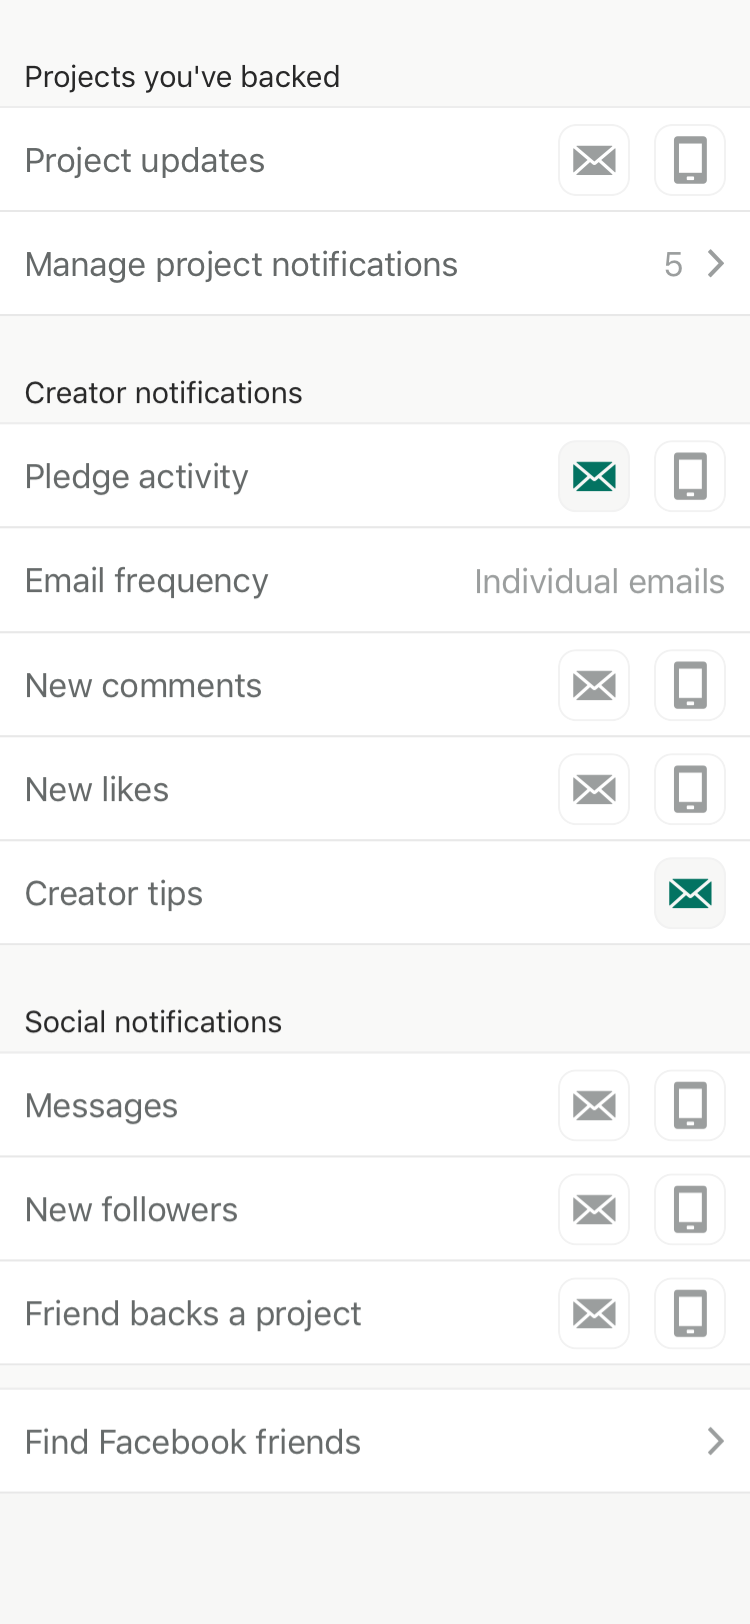 Projects you've backed
Project updates
Manage project notifications 5
Creator notifications
Pledge activity
Email frequency Individual emails
New comments
New likes
Creator tips
Social notifications
Messages
New followers
Friend backs a project
Find Facebook friends